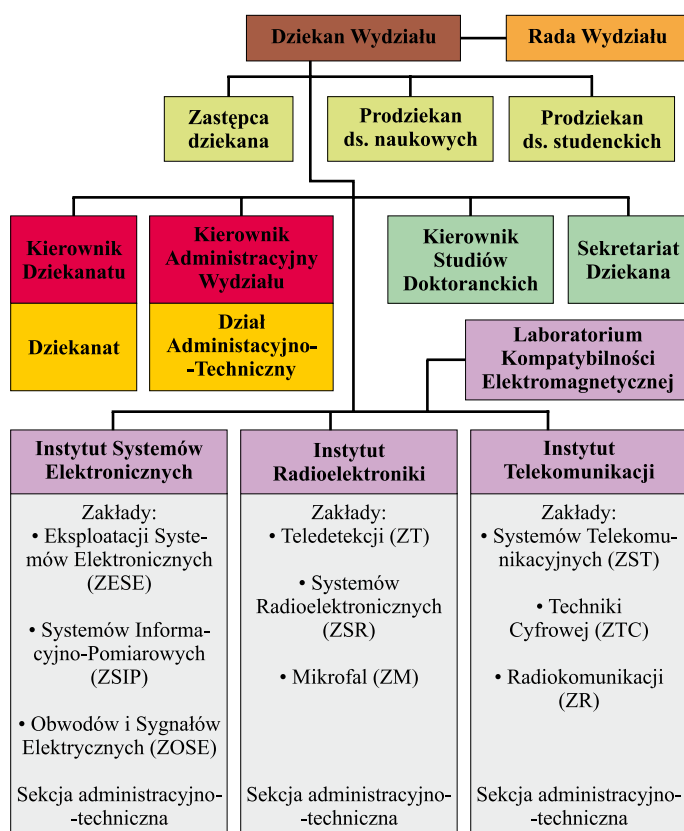 Dziekan Wydziału
Rada Wydziału
Zastępca
dziekana
Prodziekan
ds. naukowych
Prodziekan
ds. studenckich
Kierownik
Dziekanatu
Kierownik
Administracyjny
Wydziału
Kierownik
Studiów
Doktoranckich
Sekretariat
Dziekana
Dziekanat
Dział
Administacyjno-
-Techniczny
Laboratorium
Kompatybilności
Elektromagnetycznej
Instytut Systemów
Elektronicznych
Zakłady:
• Eksploatacji Syste-
mów Elektronicznych
(ZESE)
• Systemów Informa-
cyjno-Pomiarowych
(ZSIP)
• Obwodów i Sygnałów
Elektrycznych (ZOSE)
Sekcja administracyjno-
-techniczna
Instytut
Radioelektroniki
Zakłady:
• Teledetekcji (ZT)
• Systemów
Radioelektronicznych
(ZSR)
• Mikrofal (ZM)
Sekcja administracyjno-
-techniczna
Instytut
Telekomunikacji
Zakłady:
• Systemów Telekomu-
nikacyjnych (ZST)
• Techniki
Cyfrowej (ZTC)
• Radiokomunikacji
(ZR)
Sekcja administracyjno-
-techniczna